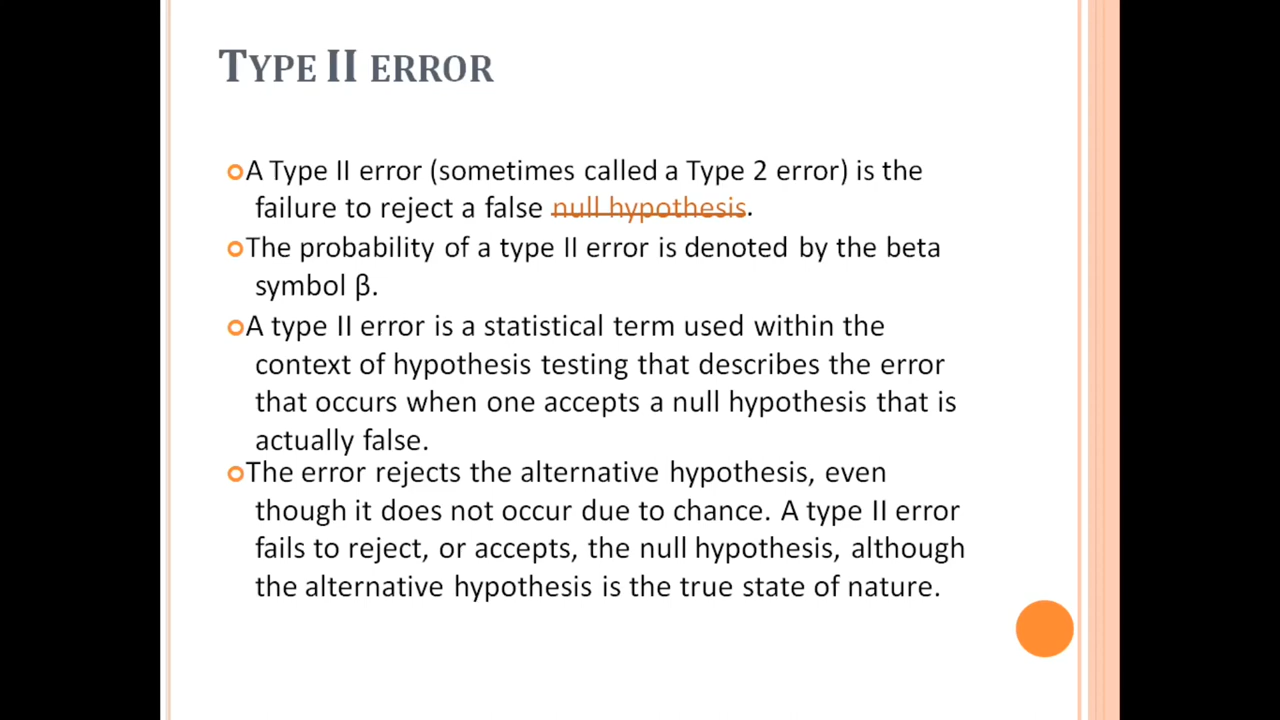 TYPE II ERROR
A Type II error (sometimes called a Type 2 error) is the
failure to reject a false null hypothesis.
The probability of a type II error is denoted by the beta
symbol β.
A type II error is a statistical term used within the
context of hypothesis testing that describes the error
that occurs when one accepts a null hypothesis that is
actually false.
The error rejects the alternative hypothesis, even
though it does not occur due to chance. A type II error
fails to reject, or accepts, the null hypothesis, although
the alternative hypothesis is the true state of nature.